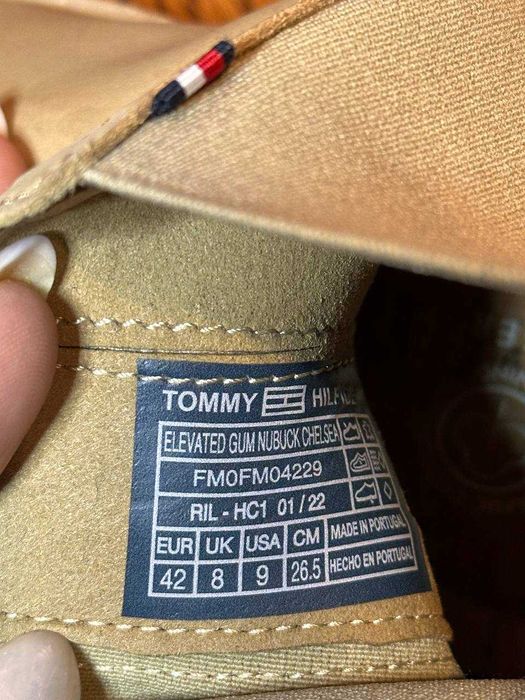 TOMMY HILFIGER
ELEVATED GUM NUBUCK CHELSEA
FM0FM04229
RIL - HC1 01 / 22
EUR UK USA CM MADE IN PORTUGAL
42 8 9 26.5 HECHO EN PORTUGAL